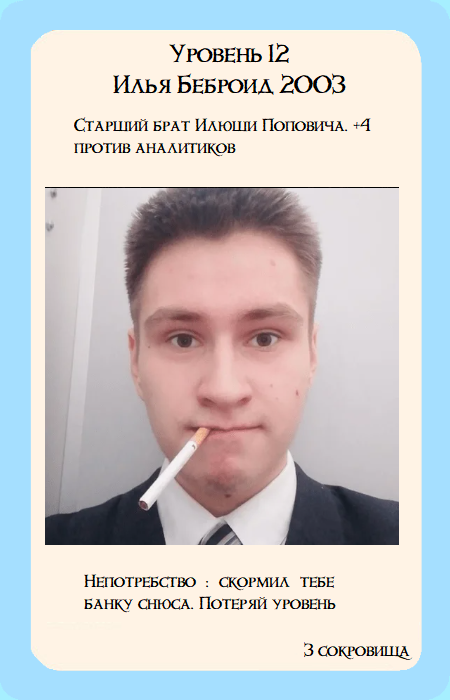 Уровень 12
Илья Беброид 2003
Старший брат Илюши Поповича. +4
против аналитиков
Непотребство : скормил тебе
банку снюса. Потеряй уровень
3 сокровища